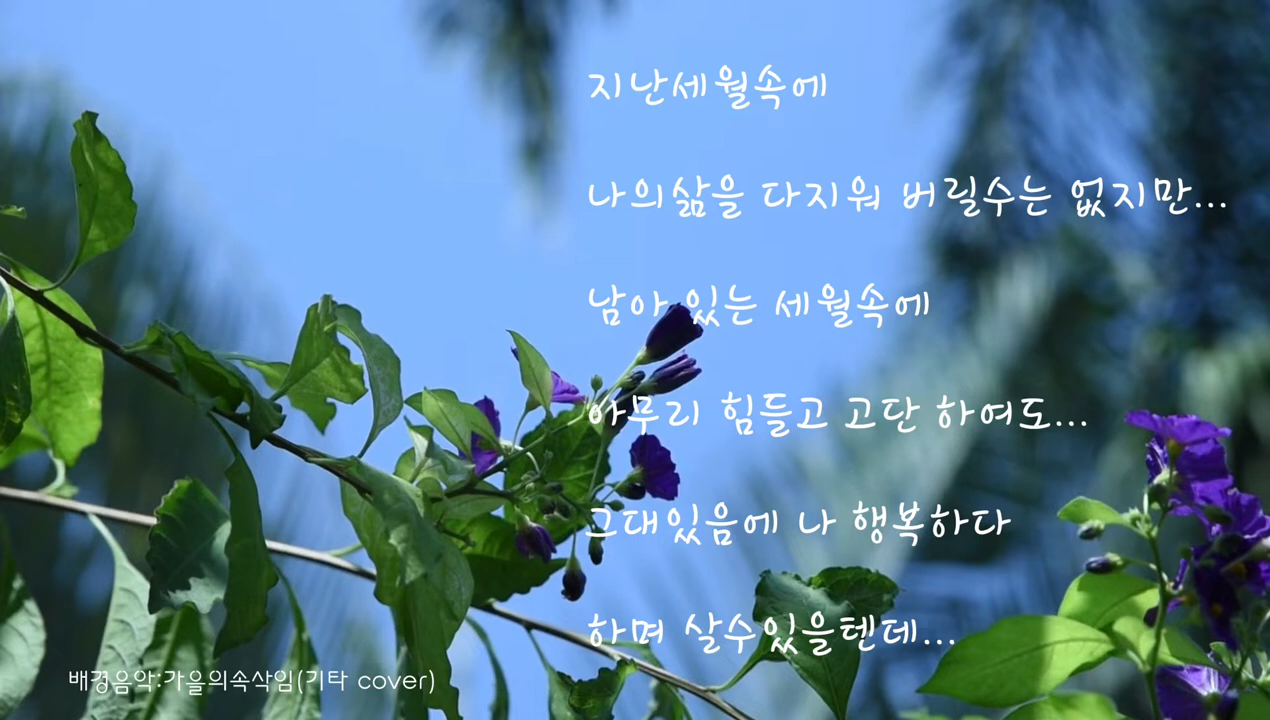 지난세월속에
나의삶을 다지워 버릴수는 없지만...
남아 있는 세월속에
아무리 힘들고 고단 하여도...
그대있음에 나 행복하다
하며 살수있을텐데...
배경음악:가을의속삭임(기타 cover)